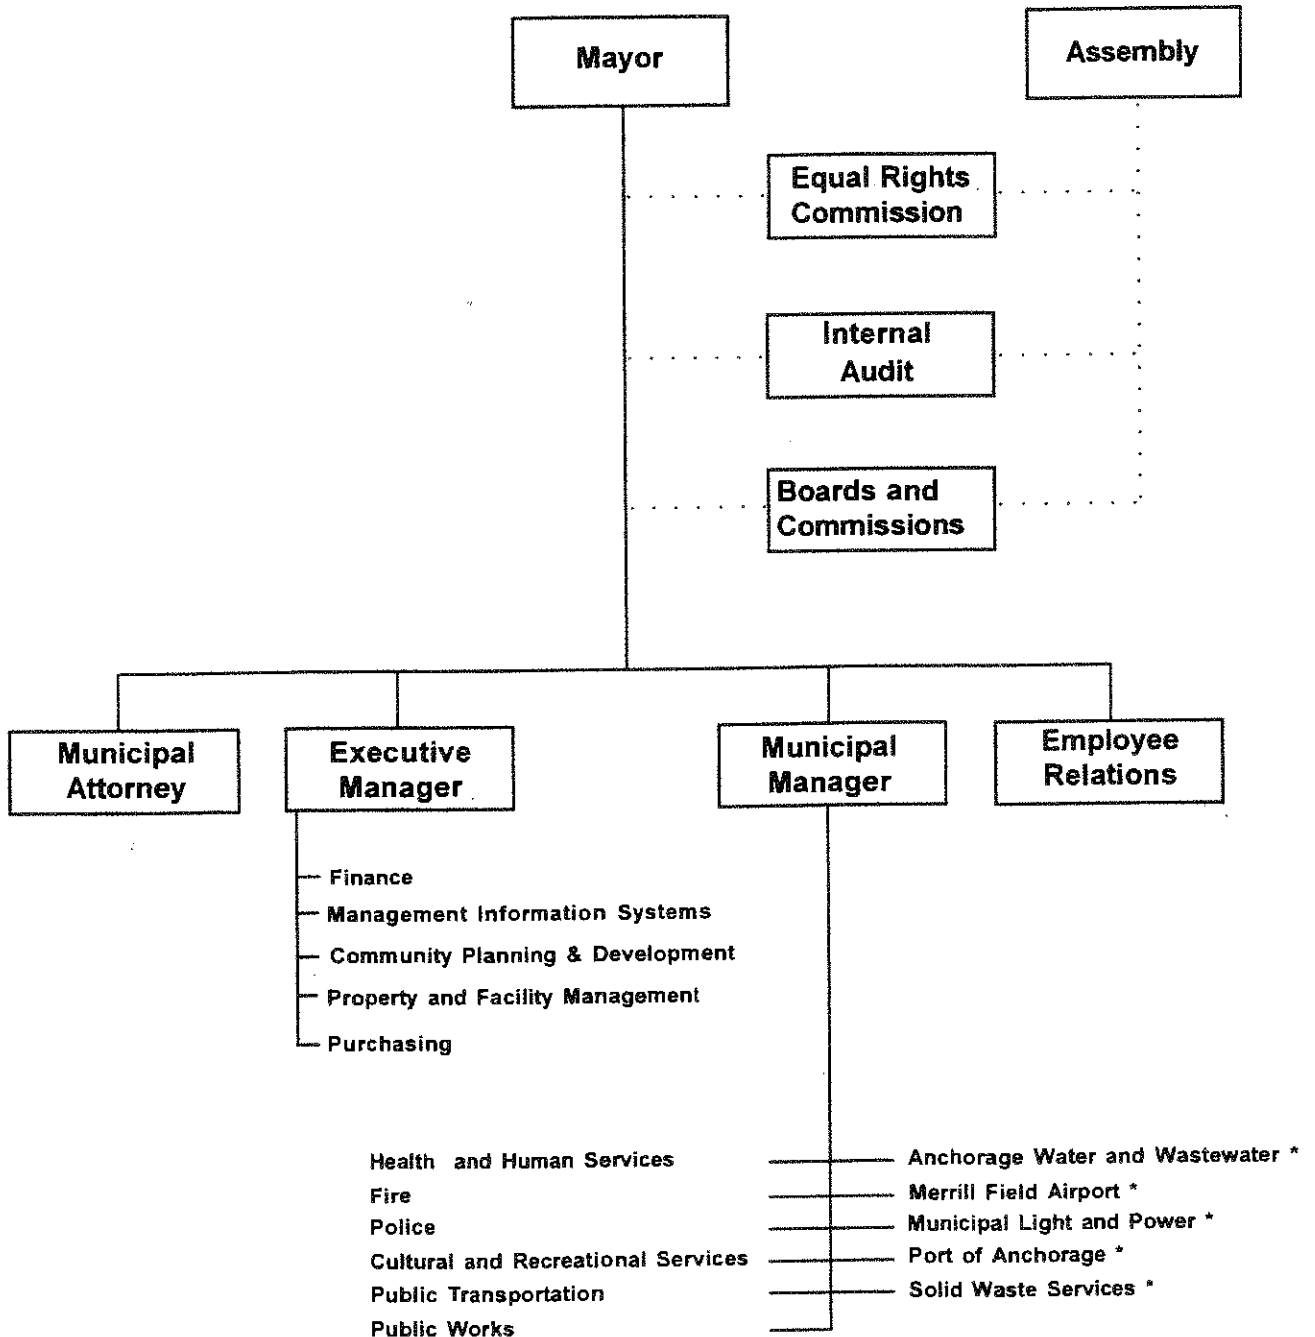 Mayor
Assembly
Equal Rights
Commission
Internal
Audit
Boards and
Commissions
Municipal
Attorney
Executive
Manager
Municipal
Manager
Employee
Relations
Finance
Management Information Systems
Community Planning & Development
Property and Facility Management
Purchasing
Health and Human Services
Fire
Police
Cultural and Recreational Services
Public Transportation
Public Works
Anchorage Water and Wastewater *
Merrill Field Airport *
Municipal Light and Power *
Port of Anchorage *
Solid Waste Services *